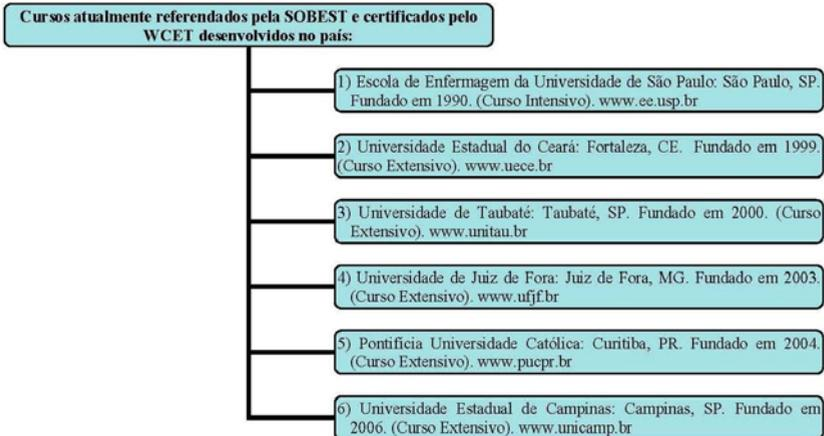 Cursos atualmente referendados pela SOBEST e certificados pelo
WCET desenvolvidos no país:
1) Escola de Enfermagem da Universidade de São Paulo: São Paulo, SP.
Fundado em 1990. (Curso Intensivo). www.ee.usp.br
2) Universidade Estadual do Ceará: Fortaleza, CE. Fundado em 1999.
(Curso Extensivo). www.uece.br
3) Universidade de Taubaté: Taubaté, SP. Fundado em 2000. (Curso
Extensivo). www.unitau.br
4) Universidade de Juiz de Fora: Juiz de Fora, MG. Fundado em 2003.
(Curso Extensivo). www.ufjf.br
5) Pontifícia Universidade Católica: Curitiba, PR. Fundado em 2004.
(Curso Extensivo). www.pucpr.br
6) Universidade Estadual de Campinas: Campinas, SP. Fundado em
2006. (Curso Extensivo). www.unicamp.br